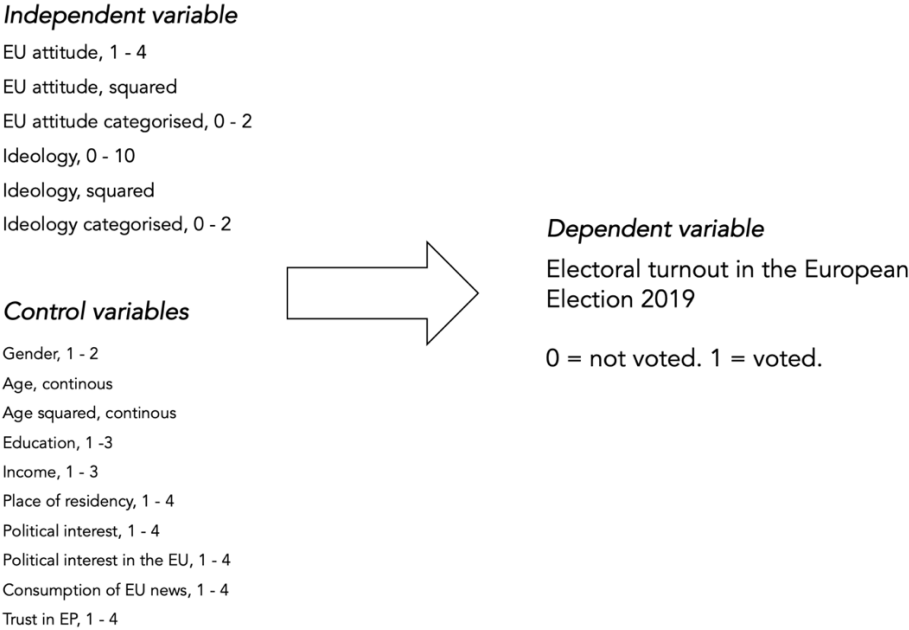 Independent variable
EU attitude, 1 - 4
EU attitude, squared
EU attitude categorised, 0 - 2
Ideology, 0 - 10
Ideology, squared
Ideology categorised, 0 - 2
Control variables
Gender, 1 - 2
Age, continous
Age squared, continous
Education, 1 -3
Income, 1 - 3
Place of residency, 1 - 4
Political interest, 1 - 4
Political interest in the EU, 1 - 4
Consumption of EU news, 1 - 4
Trust in EP, 1 - 4
Dependent variable
Electoral turnout in the European
Election 2019
0 = not voted. 1 = voted.